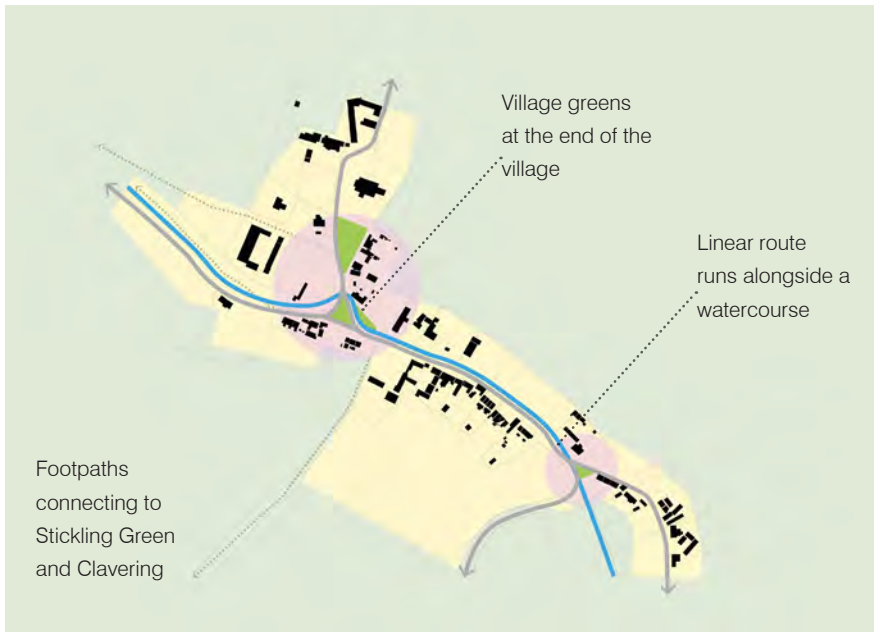 Village greens
at the end of the
village
Linear route
runs alongside a
watercourse
Footpaths
connecting to
Stickling Green
and Clavering